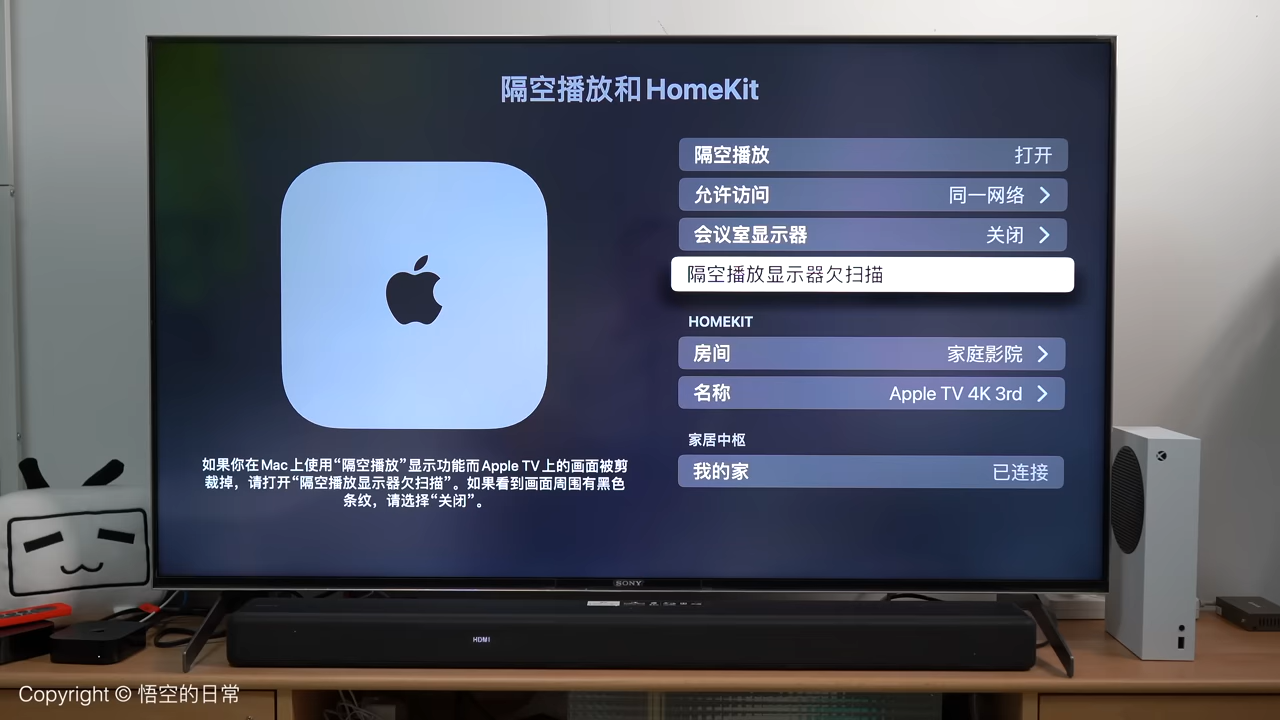 隔空播放和HomeKit
隔空播放 打开
允许访问 同一网络
会议室显示器 关闭
隔空播放显示器欠扫描
HOMEKIT
房间 家庭影院
名称 Apple TV 4K 3rd
家居中枢
我的家 已连接
如果你在Mac上使用“隔空播放”显示功能而Apple TV上的画面被剪
裁掉，请打开“隔空播放显示器欠扫描”。如果看到画面周围有黑色
条纹，请选择“关闭”。
SONY
HDMI
Copyright © 悟空的日常